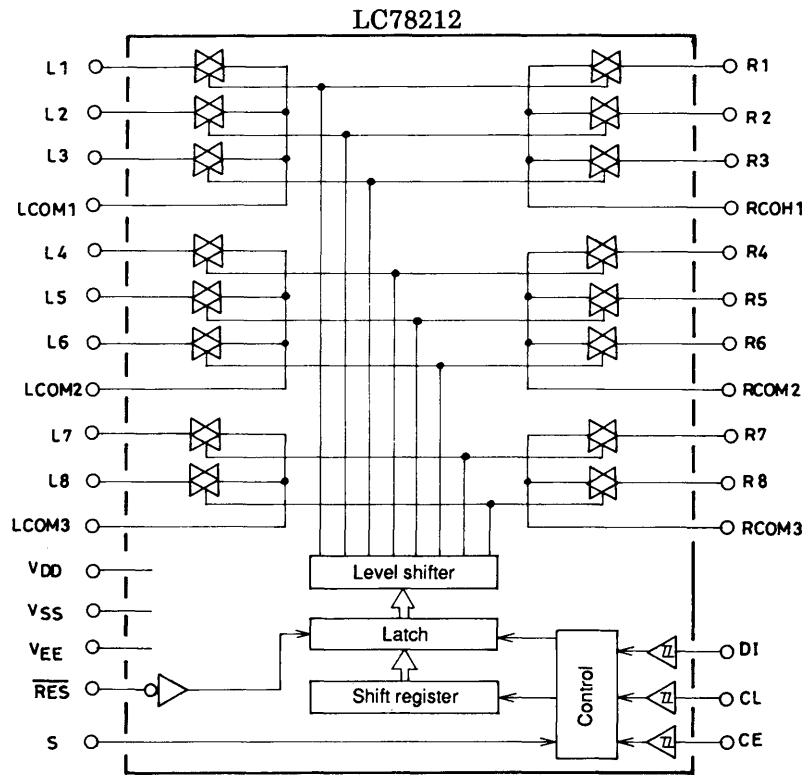 LC78212
L1 R1
L2 R2
L3 R3
LCOM1 RCOH1
L4 R4
L5 R5
L6 R6
LCOM2 RCOM2
L7 R7
L8 R8
LCOM3 RCOM3
VDD Level shifter
VSS Latch
VEE DI
RES Shift register Control CL
S CE